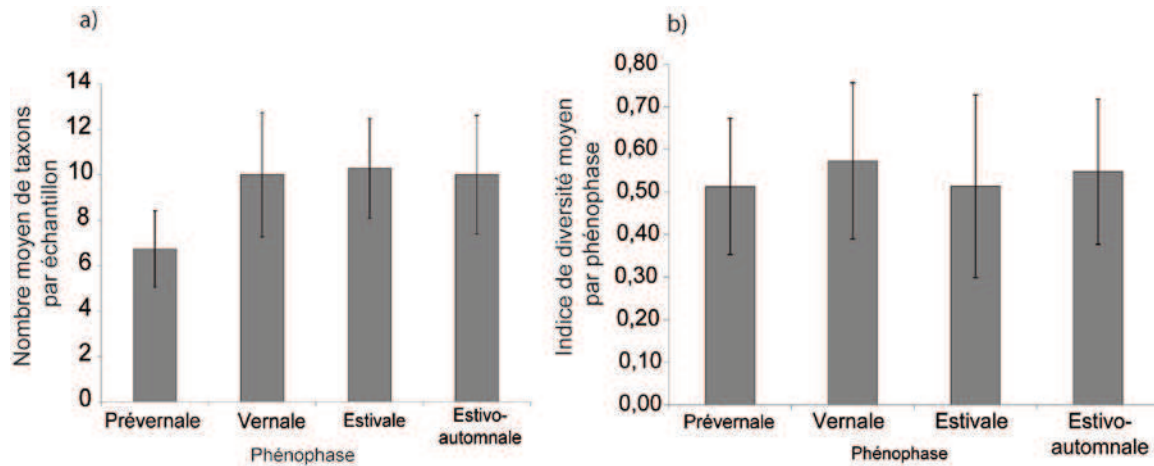 a)
Nombre moyen de taxons
par échantillon
14
12
10
8
6
4
2
0
Prévernale
Vernale
Estivale
Estivo-
automnale
Phénophase
b)
Indice de diversité moyen
par phénophase
0,80
0,70
0,60
0,50
0,40
0,30
0,20
0,10
0,00
Prévernale
Vernale
Estivale
Estivo-
automnale
Phénophase